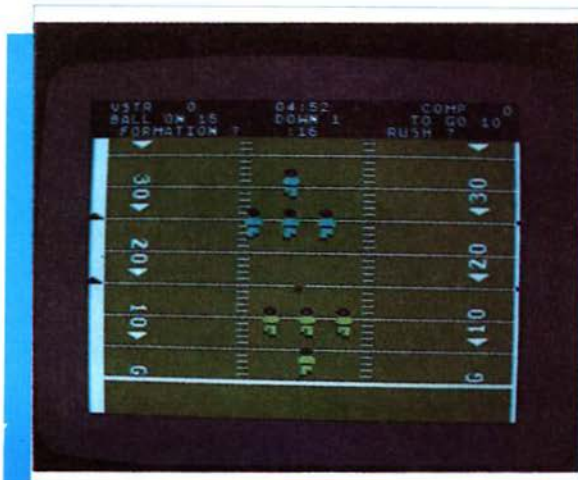 VSTR 0 04:52 COMP 0
BALL ON 15 DOWN 1 TO GO 10
FORMATION ? :16 RUSH ?
30 30
20 20
10 10
G G